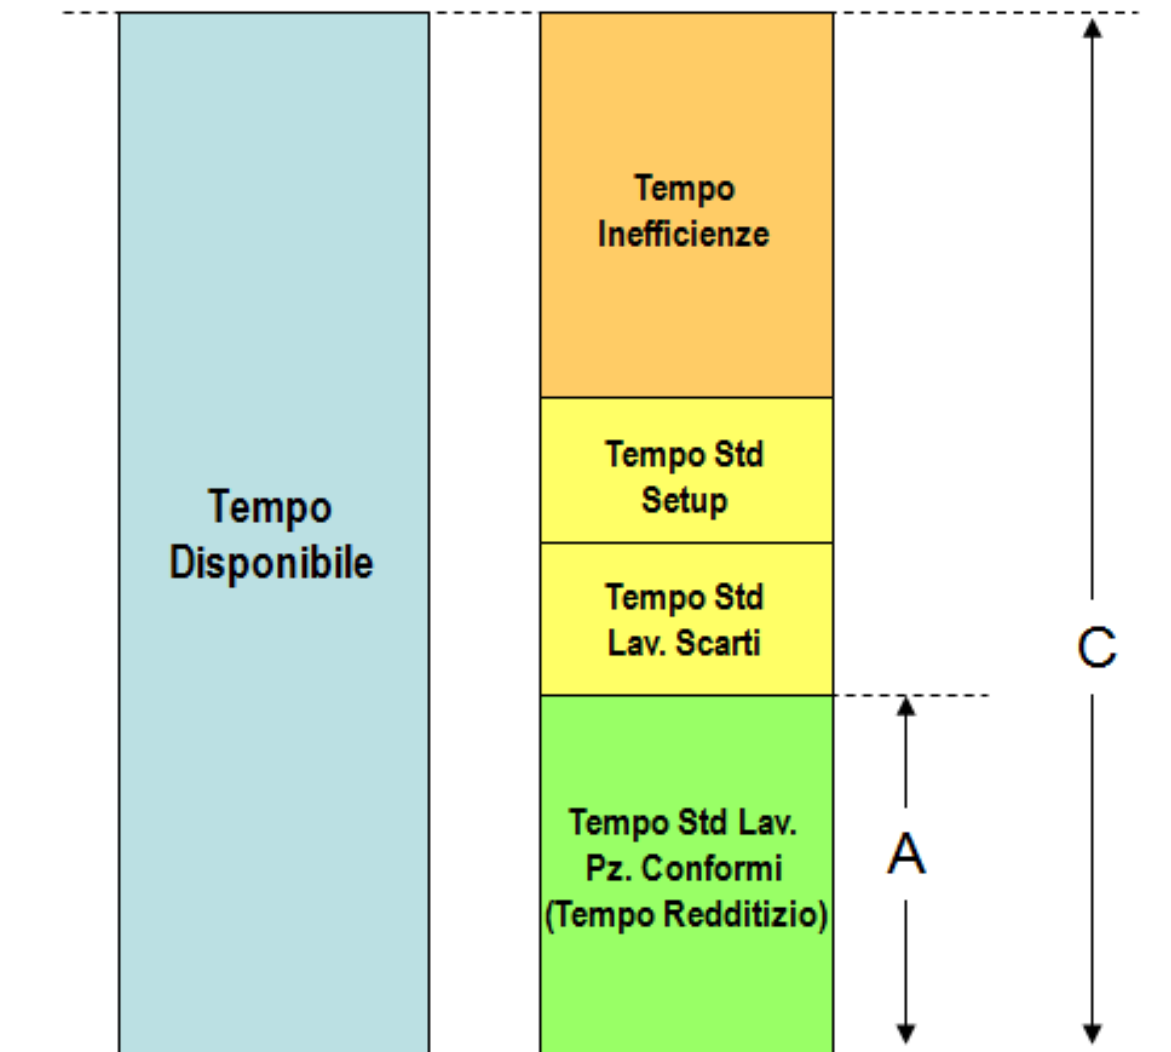 Tempo
Disponibile
Tempo
Inefficienze
Tempo Std
Setup
Tempo Std
Lav. Scarti
Tempo Std Lav.
Pz. Conformi
(Tempo Redditizio)
A
C